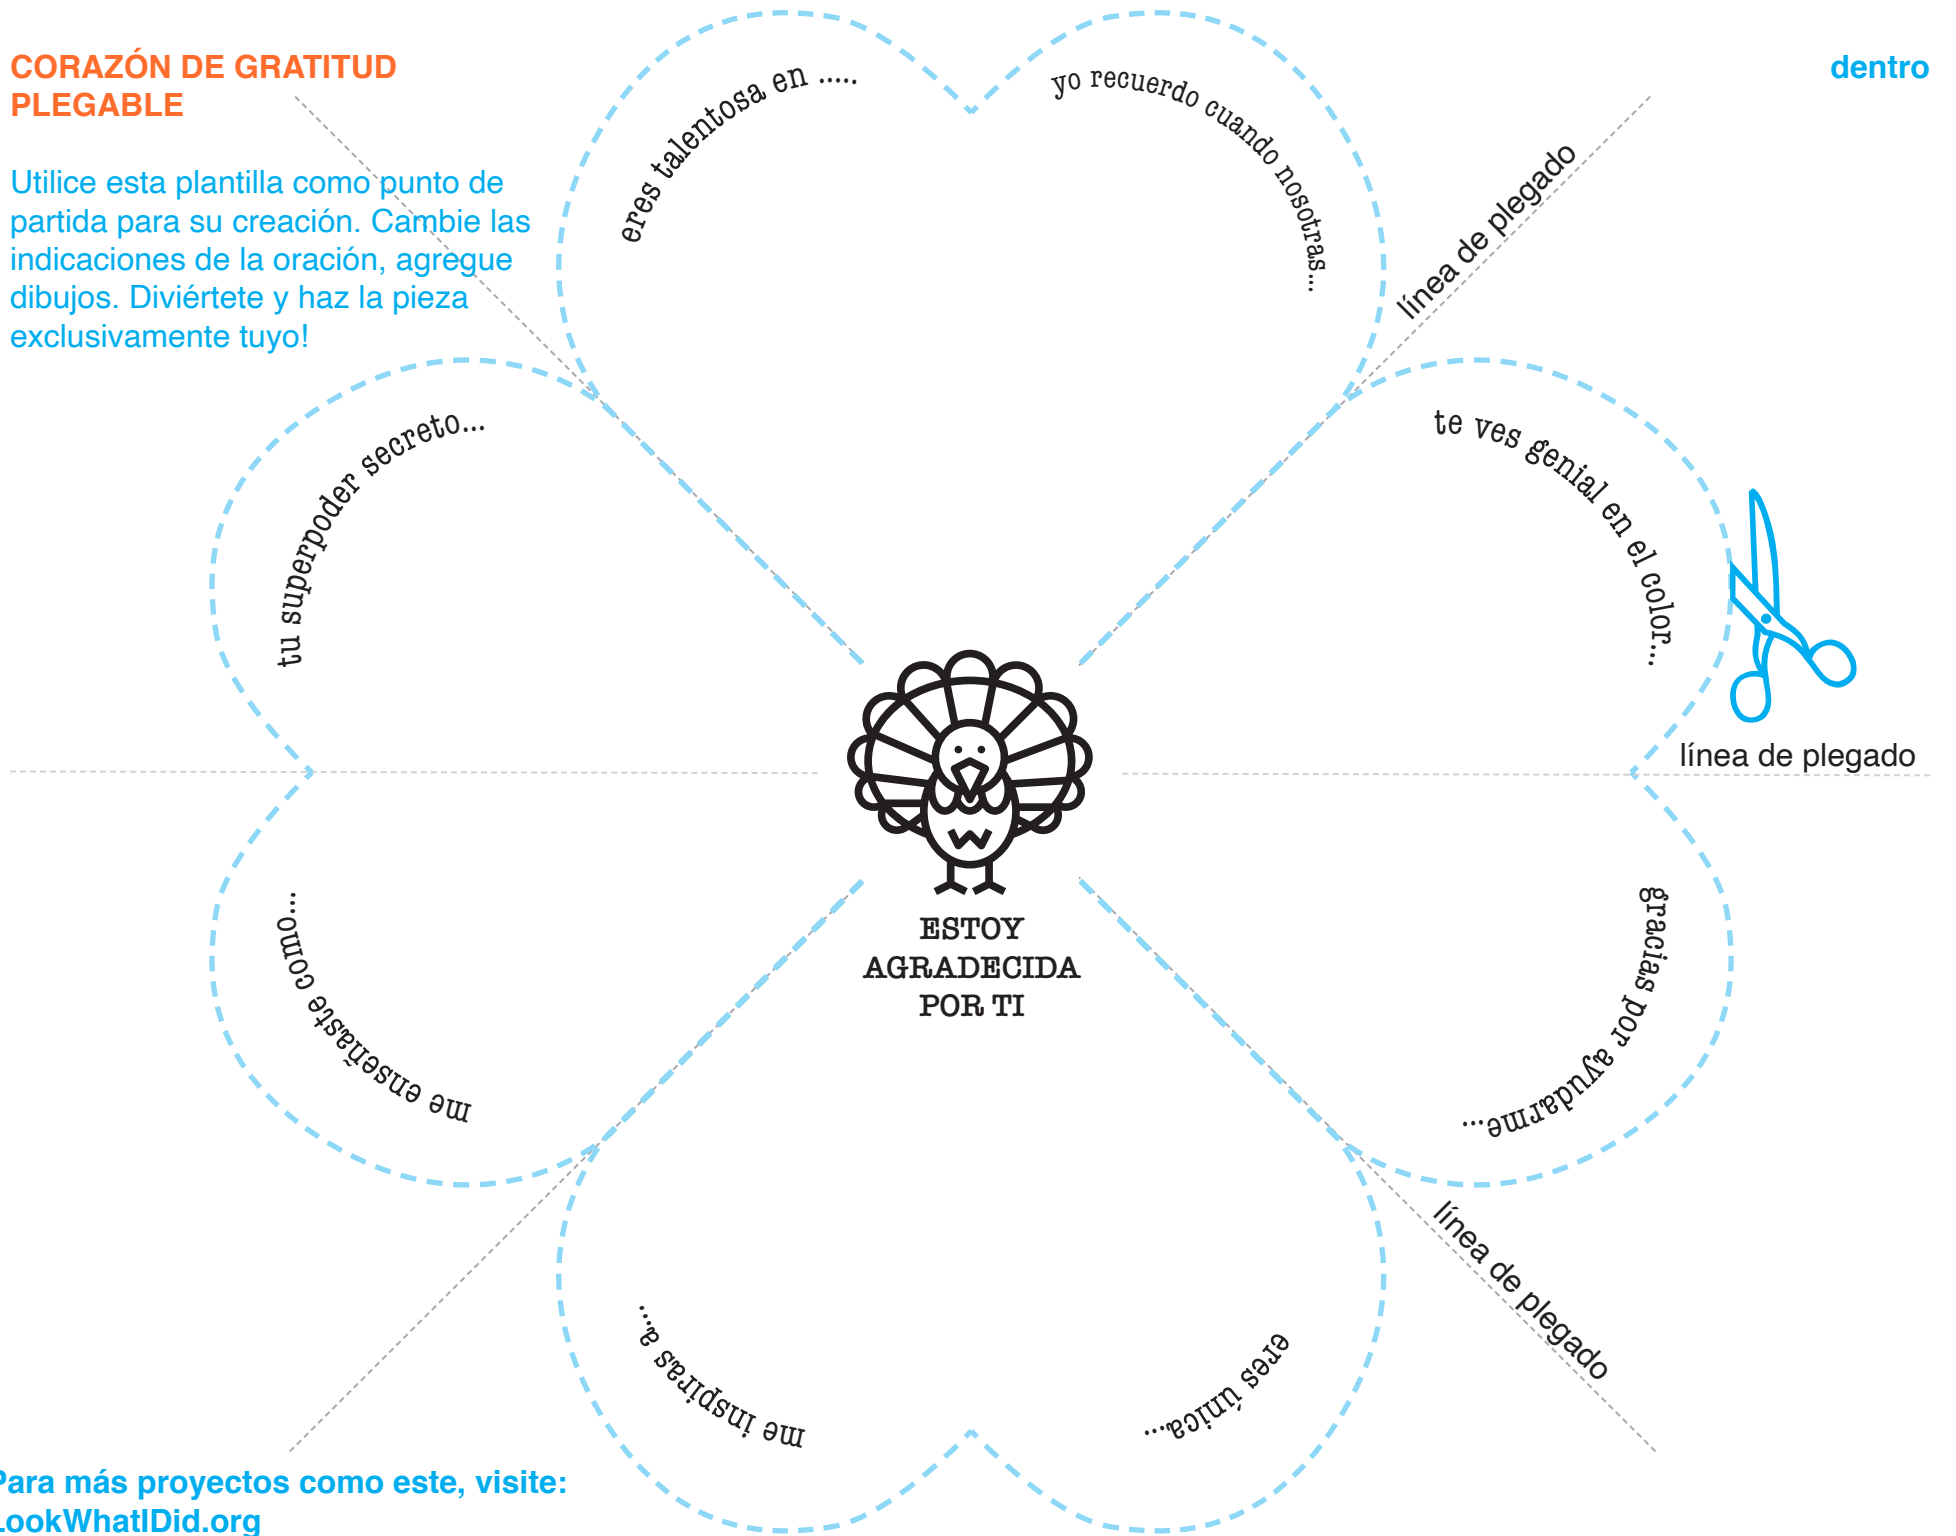 CORAZÓN DE GRATITUD
PLEGABLE
dentro
Utilice esta plantilla como punto de
partida para su creación. Cambie las
indicaciones de la oración, agregue
dibujos. Diviértete y haz la pieza
exclusivamente tuyo!
eres talentosa en .....
yo recuerdo cuando nosotras...
línea de plegado
tu superpoder secreto...
te ves genial en el color...
línea de plegado
me enseñaste como...
ESTOY
AGRADECIDA
POR TI
gracias por ayudarme...
línea de plegado
me inspiras a...
eres única...
Para más proyectos como este, visite:
LookWhatIDid.org